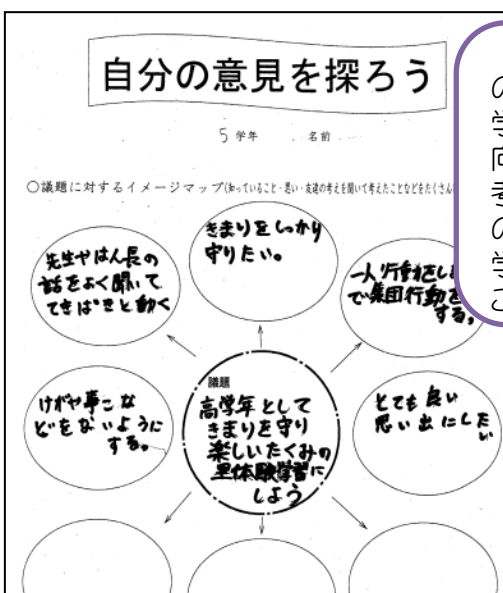 自分の意見を探ろう
5 学年 名前
○議題に対するイメージマップ(知っていること・思い・友達の考えを聞いて考えたことなどをたくさん
きまりをしっかり
守りたい。
先生やはん長の
話をよく聞いて
てきぱきと動く
一人行動をし
で集団行動を
する。
けがや事こな
どをないように
する。
議題
高学年として
きまりを守り
楽しいたくみの
里体験学習に
しよう
とても良い
思い出にした
い
の
学
向
考
の
学